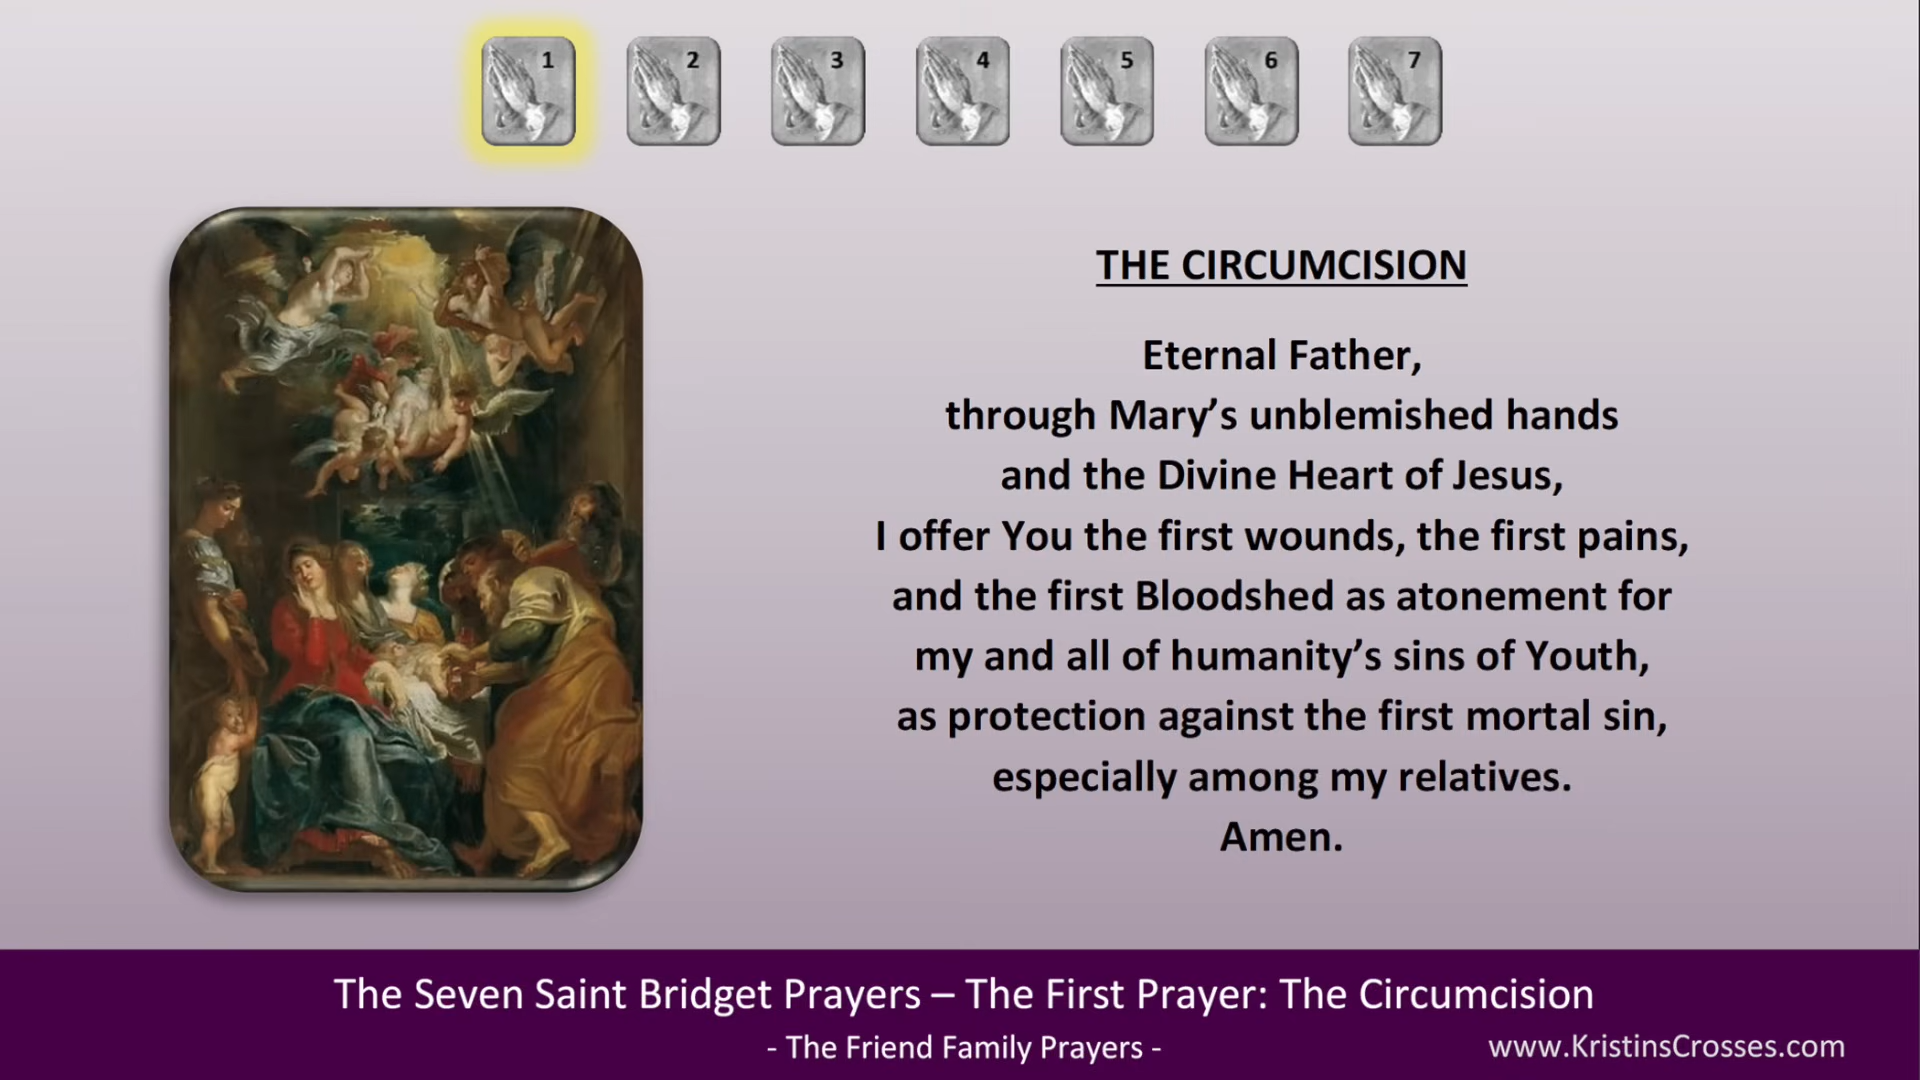 1 2 3 4 5 6 7
THE CIRCUMCISION
Eternal Father,
through Mary’s unblemished hands
and the Divine Heart of Jesus,
I offer You the first wounds, the first pains,
and the first Bloodshed as atonement for
my and all of humanity’s sins of Youth,
as protection against the first mortal sin,
especially among my relatives.
Amen.
The Seven Saint Bridget Prayers – The First Prayer: The Circumcision
- The Friend Family Prayers -
www.KristinsCrosses.com